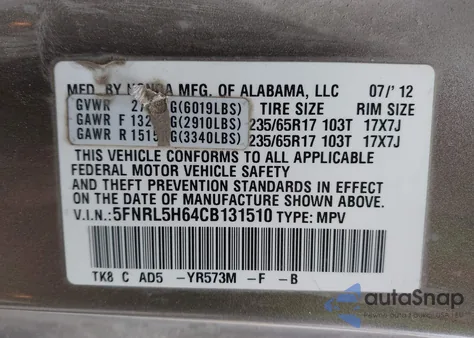 MED. BY HONDA MFG. OF ALABAMA, LLC 07/'12
GVWR G(6019LBS) TIRE SIZE RIM SIZE
GAWR F G(2910LBS) 235/65R17 103T 17X7J
GAWR R 1515 G(3340LBS) 235/65R17 103T 17X7J
THIS VEHICLE CONFORMS TO ALL APPLICABLE
FEDERAL MOTOR VEHICLE SAFETY
AND THEFT PREVENTION STANDARDS IN EFFECT
ON THE DATE OF MANUFACTURE SHOWN ABOVE.
V.I.N.:5FNRL5H64CB131510 TYPE: MPV
TK8 C AD5 -YR573M -F -B
autoSnap